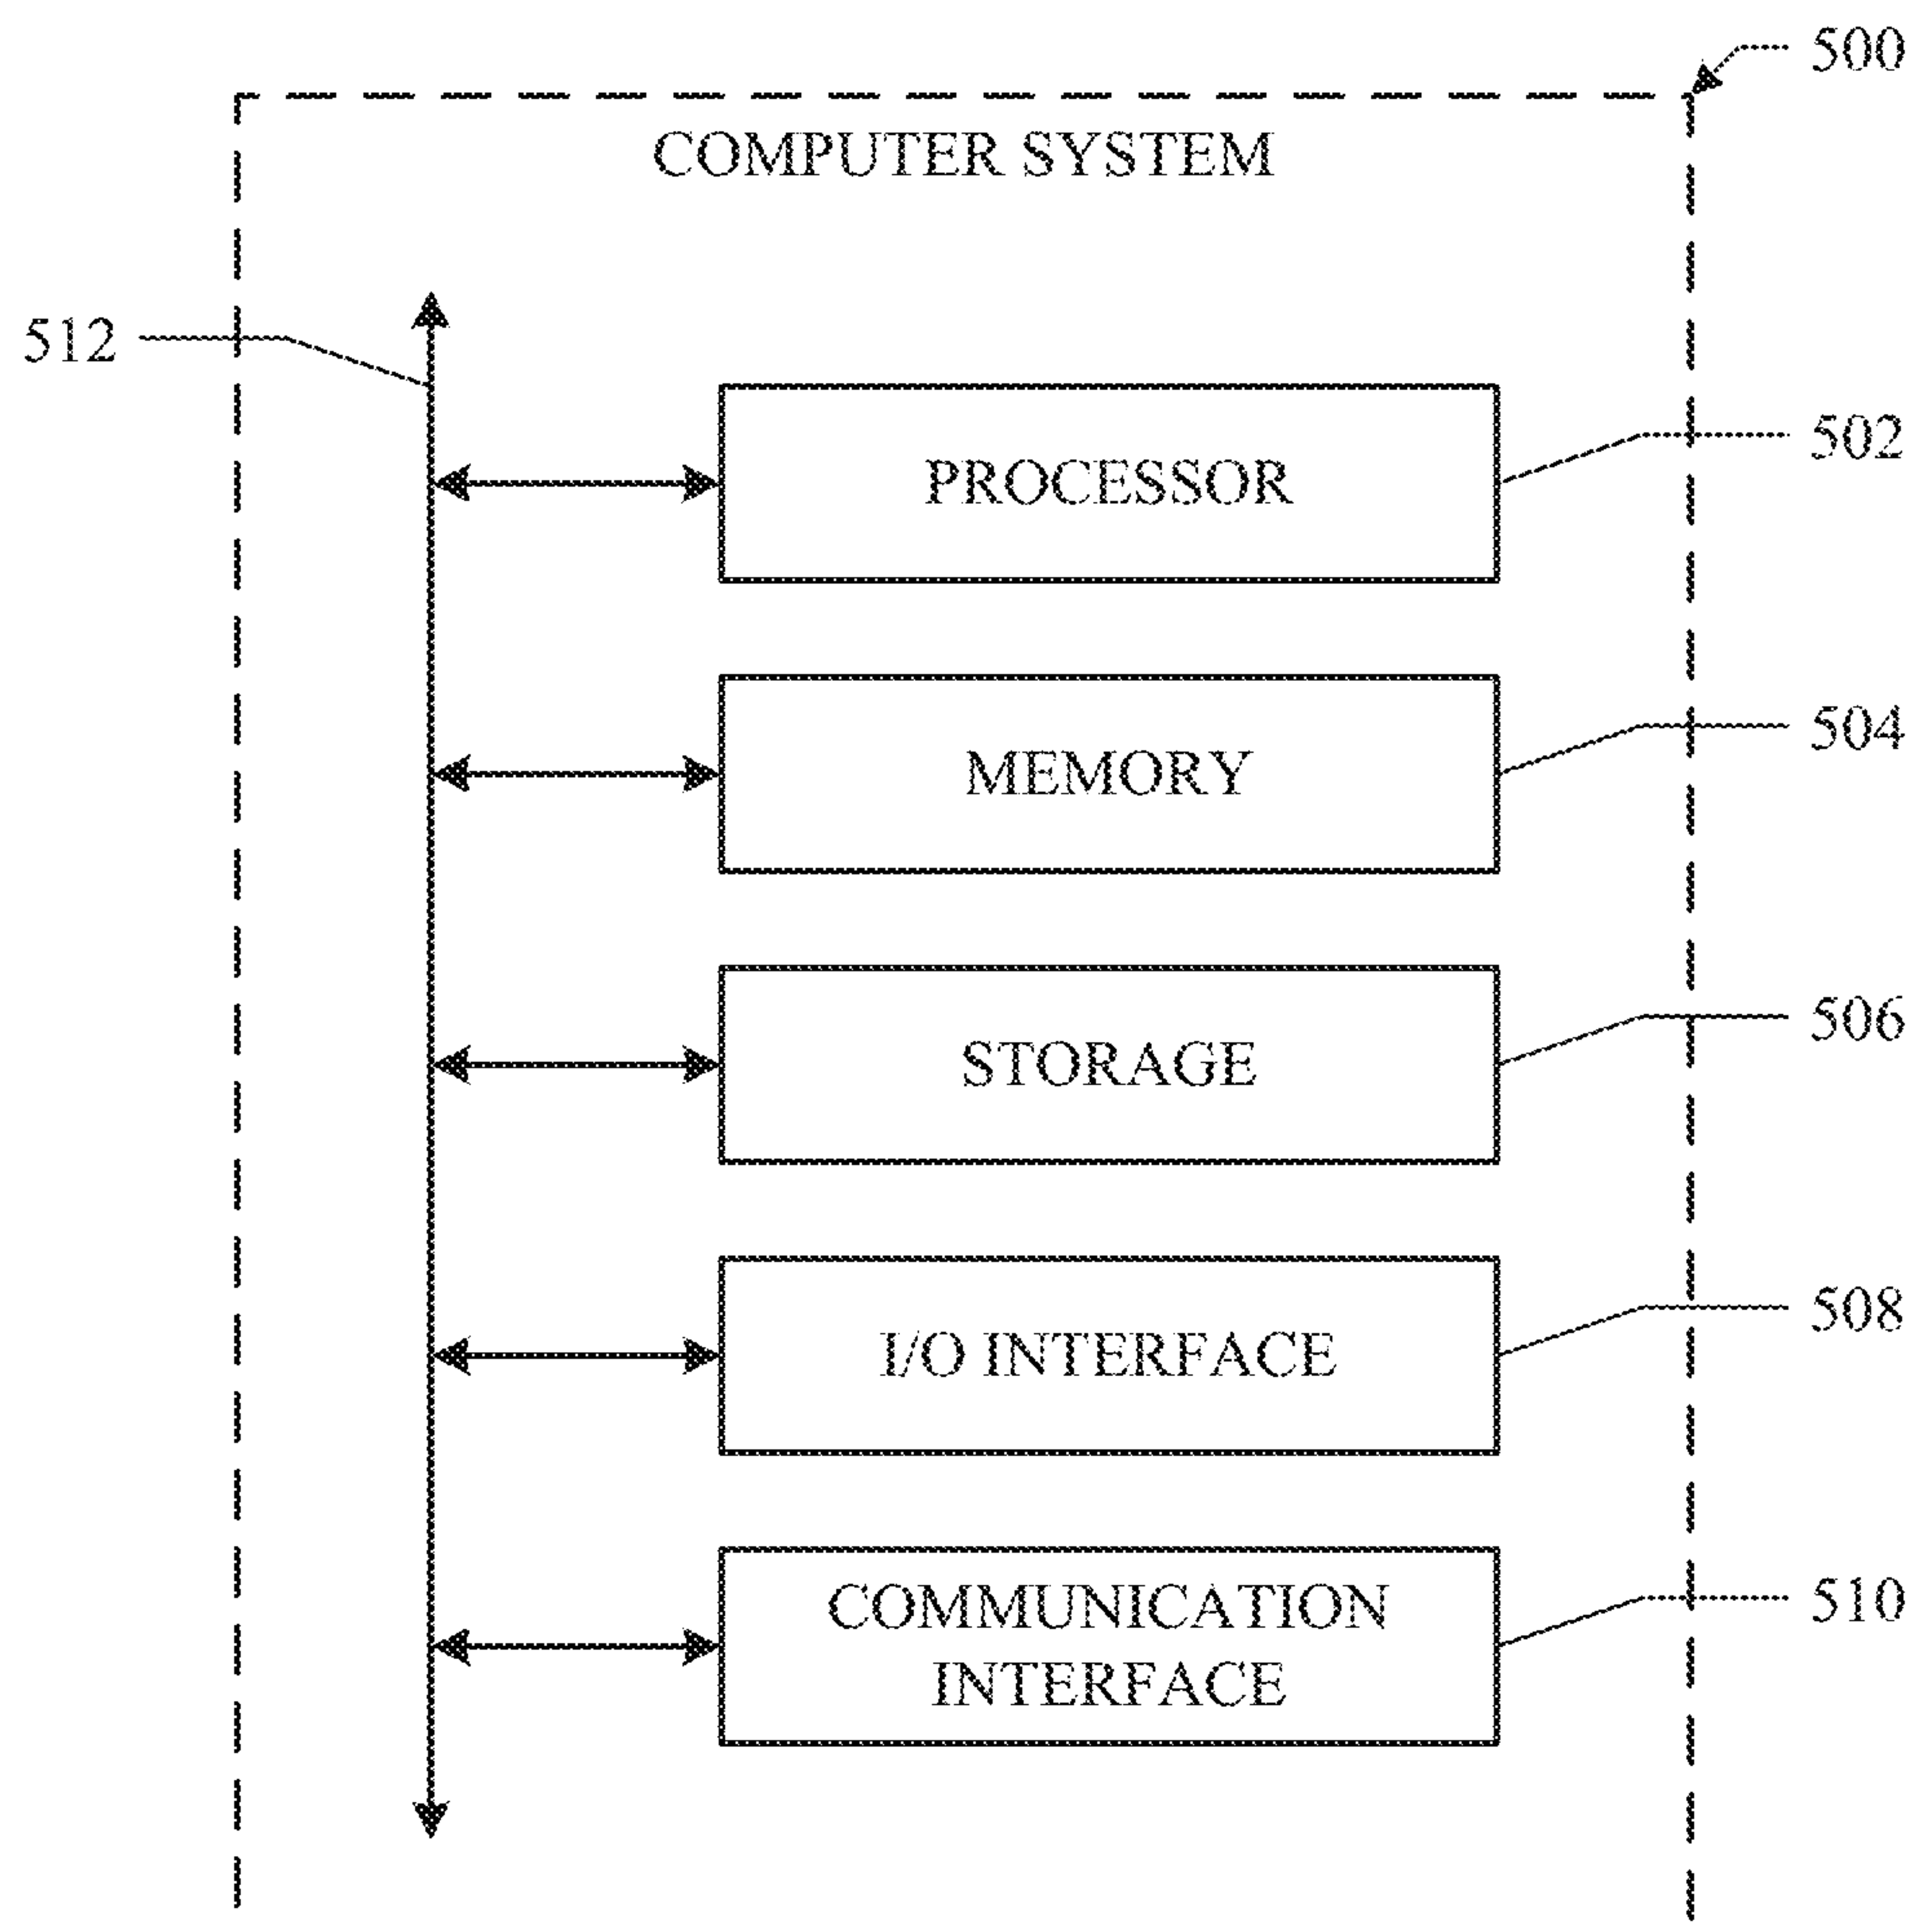 500
COMPUTER SYSTEM
512
502
PROCESSOR
504
MEMORY
506
STORAGE
508
I/O INTERFACE
510
COMMUNICATION
INTERFACE